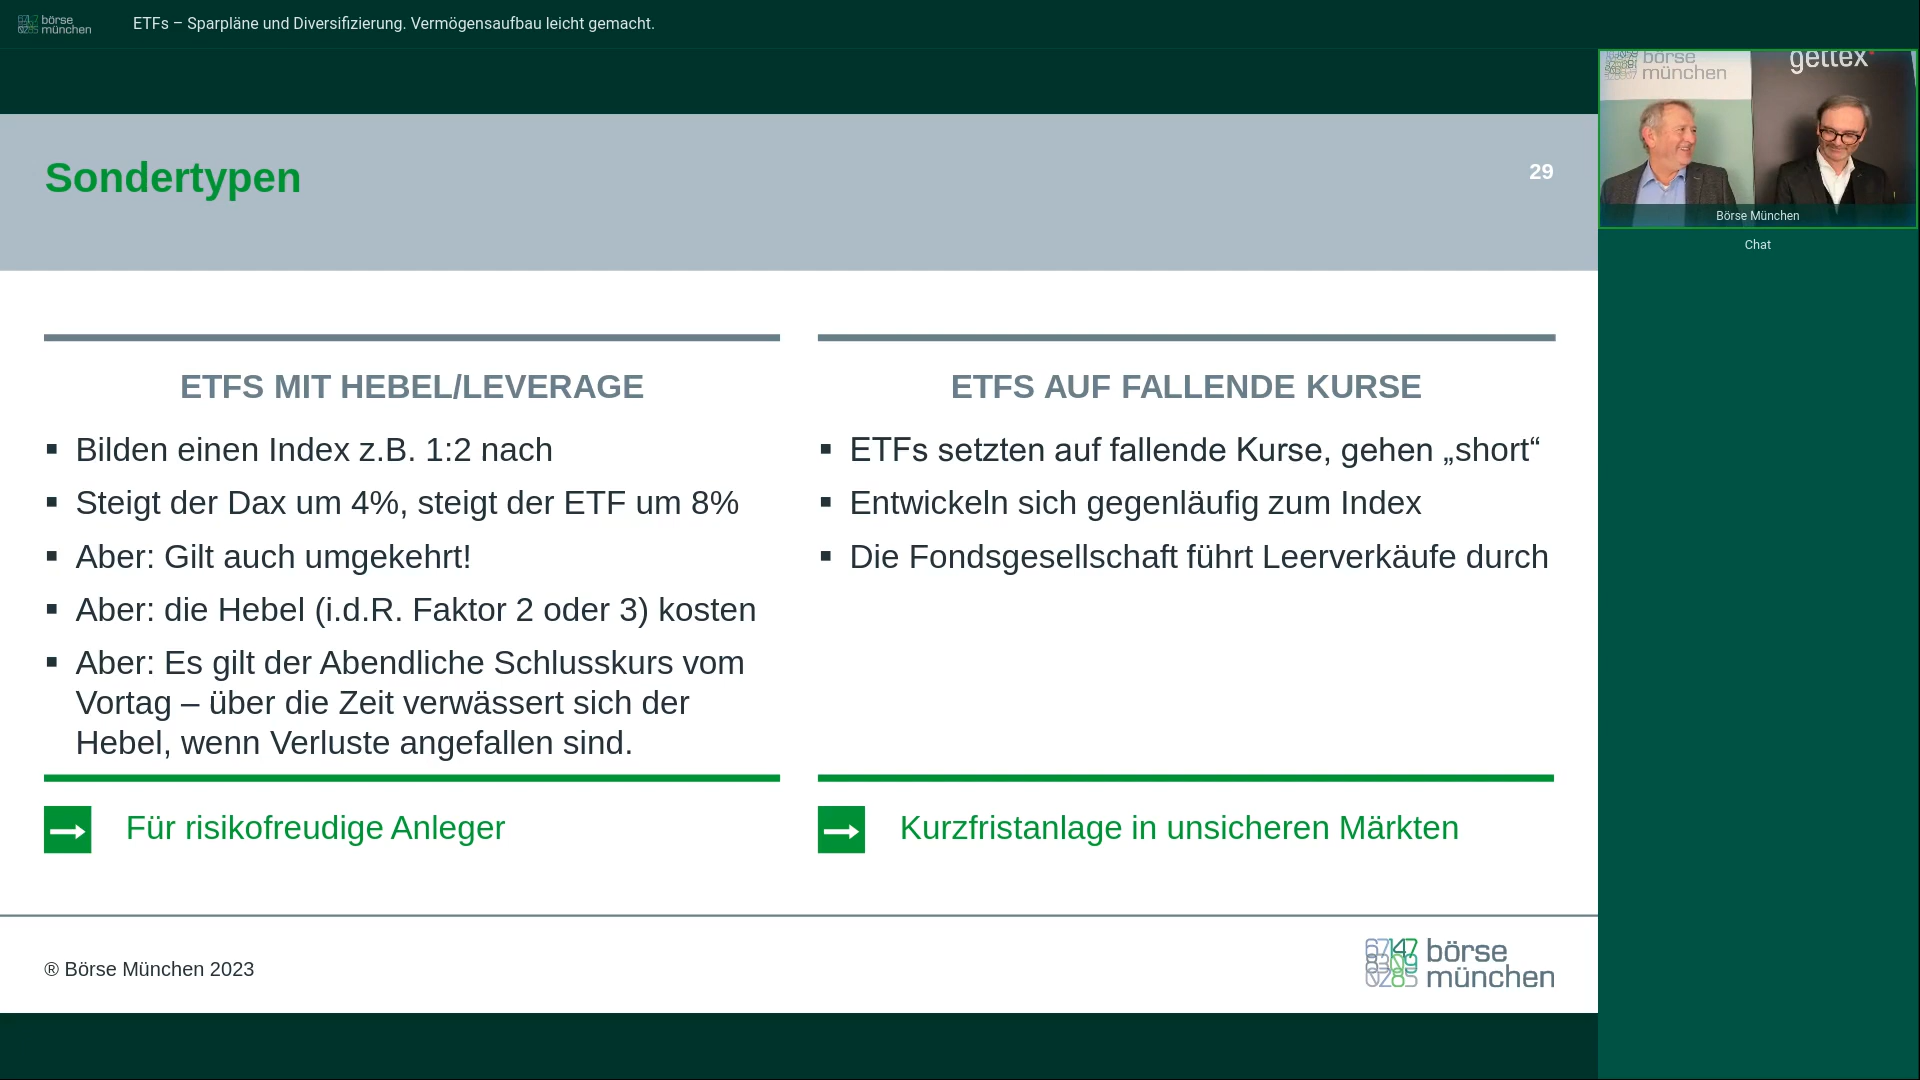 börse
münchen
ETFs – Sparpläne und Diversifizierung. Vermögensaufbau leicht gemacht.
Sondertypen
29
ETFS MIT HEBEL/LEVERAGE
▪ Bilden einen Index z.B. 1:2 nach
▪ Steigt der Dax um 4%, steigt der ETF um 8%
▪ Aber: Gilt auch umgekehrt!
▪ Aber: die Hebel (i.d.R. Faktor 2 oder 3) kosten
▪ Aber: Es gilt der Abendliche Schlusskurs vom
Vortag – über die Zeit verwässert sich der
Hebel, wenn Verluste angefallen sind.
Für risikofreudige Anleger
ETFS AUF FALLENDE KURSE
▪ ETFs setzten auf fallende Kurse, gehen „short“
▪ Entwickeln sich gegenläufig zum Index
▪ Die Fondsgesellschaft führt Leerverkäufe durch
Kurzfristanlage in unsicheren Märkten
® Börse München 2023
börse
münchen
börse
münchen
gettex
Börse München
Chat